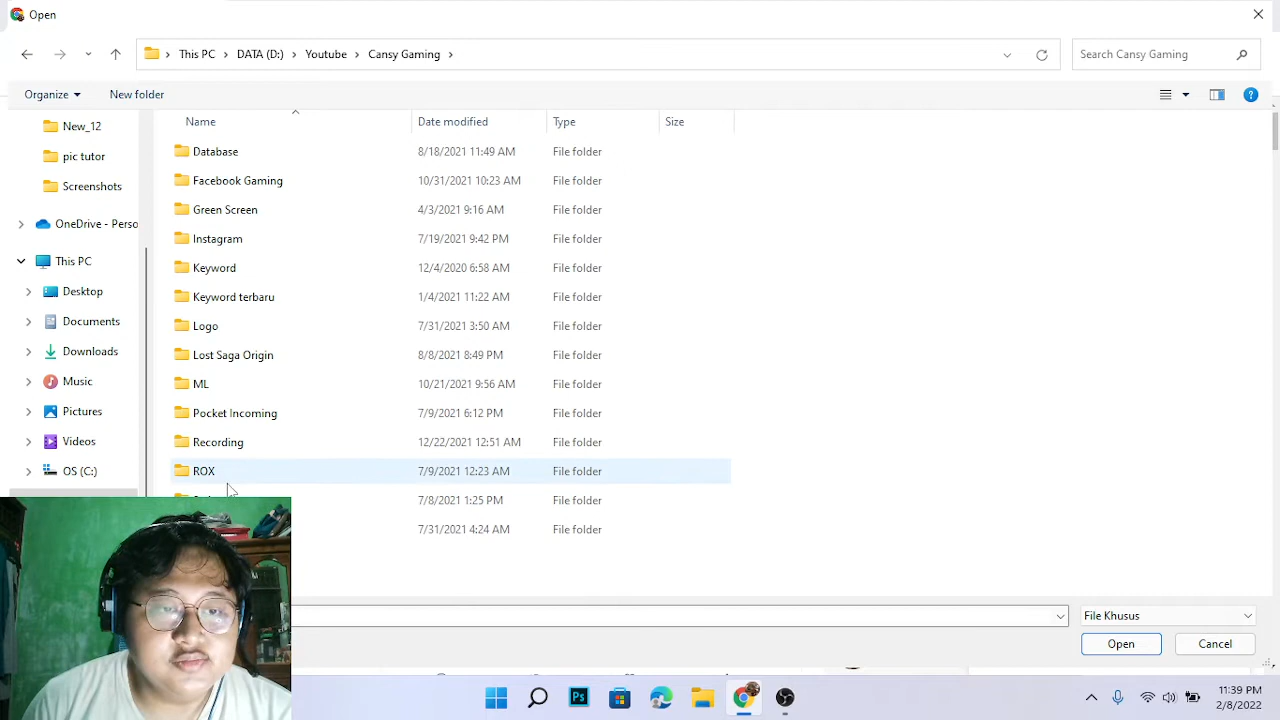 Open
This PC > DATA (D:) > Youtube > Cansy Gaming >
Search Cansy Gaming
Organize
New folder
Name
Date modified
Type
Size
New_12
pic tutor
Screenshots
OneDrive - Perso
This PC
Desktop
Documents
Downloads
Music
Pictures
Videos
OS (C:)
Database 8/18/2021 11:49 AM File folder
Facebook Gaming 10/31/2021 10:23 AM File folder
Green Screen 4/3/2021 9:16 AM File folder
Instagram 7/19/2021 9:42 PM File folder
Keyword 12/4/2020 6:58 AM File folder
Keyword terbaru 1/4/2021 11:22 AM File folder
Logo 7/31/2021 3:50 AM File folder
Lost Saga Origin 8/8/2021 8:49 PM File folder
ML 10/21/2021 9:56 AM File folder
Pocket Incoming 7/9/2021 6:12 PM File folder
Recording 12/22/2021 12:51 AM File folder
ROX 7/9/2021 12:23 AM File folder
7/8/2021 1:25 PM File folder
7/31/2021 4:24 AM File folder
File Khusus
Open
Cancel
Ps
11:39 PM
2/8/2022